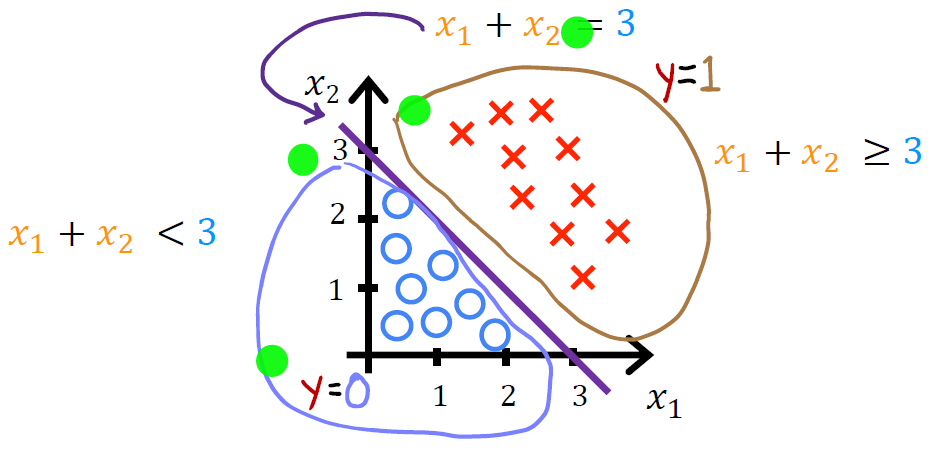 x₁ + x₂ = 3
x₂
y=1
3
x₁ + x₂ ≥ 3
2
x₁ + x₂ < 3
1
y=0
1 2 3
x₁